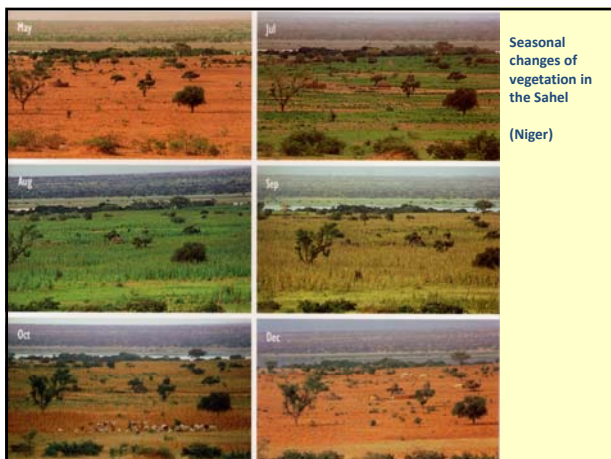 May
Jul
Seasonal
changes of
vegetation in
the Sahel
(Niger)
Aug
Sep
Oct
Dec